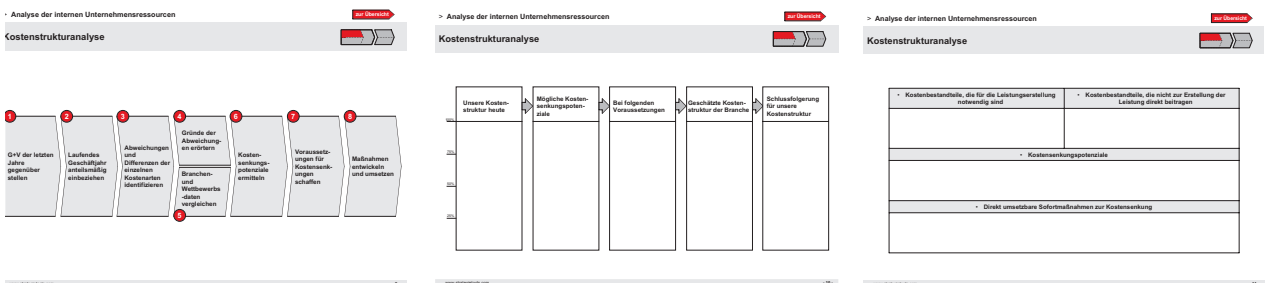 • Analyse der internen Unternehmensressourcen
zur Übersicht
Kostenstrukturanalyse
1
G+V der letzten
Jahre
gegenüber
stellen
2
Laufendes
Geschäftjahr
anteilsmäßig
einbeziehen
3
Abweichungen
und
Differenzen der
einzelnen
Kostenarten
identifizieren
4
Gründe der
Abweichung-
en erörtern
Branchen-
und
Wettbewerbs
-daten
vergleichen
5
6
Kosten-
senkungs-
potenziale
ermitteln
7
Voraussetz-
ungen für
Kostensenk-
ungen
schaffen
8
Maßnahmen
entwickeln
und umsetzen
> Analyse der internen Unternehmensressourcen
zur Übersicht
Kostenstrukturanalyse
Unsere Kosten-
struktur heute
Mögliche Kosten-
senkungspoten-
ziale
Bei folgenden
Voraussetzungen
Geschätzte Kosten-
struktur der Branche
Schlussfolgerung
für unsere
Kostenstruktur
100%
75%
50%
25%
> Analyse der internen Unternehmensressourcen
zur Übersicht
Kostenstrukturanalyse
• Kostenbestandteile, die für die Leistungserstellung
notwendig sind
• Kostenbestandteile, die nicht zur Erstellung der
Leistung direkt beitragen
• Kostensenkungspotenziale
• Direkt umsetzbare Sofortmaßnahmen zur Kostensenkung